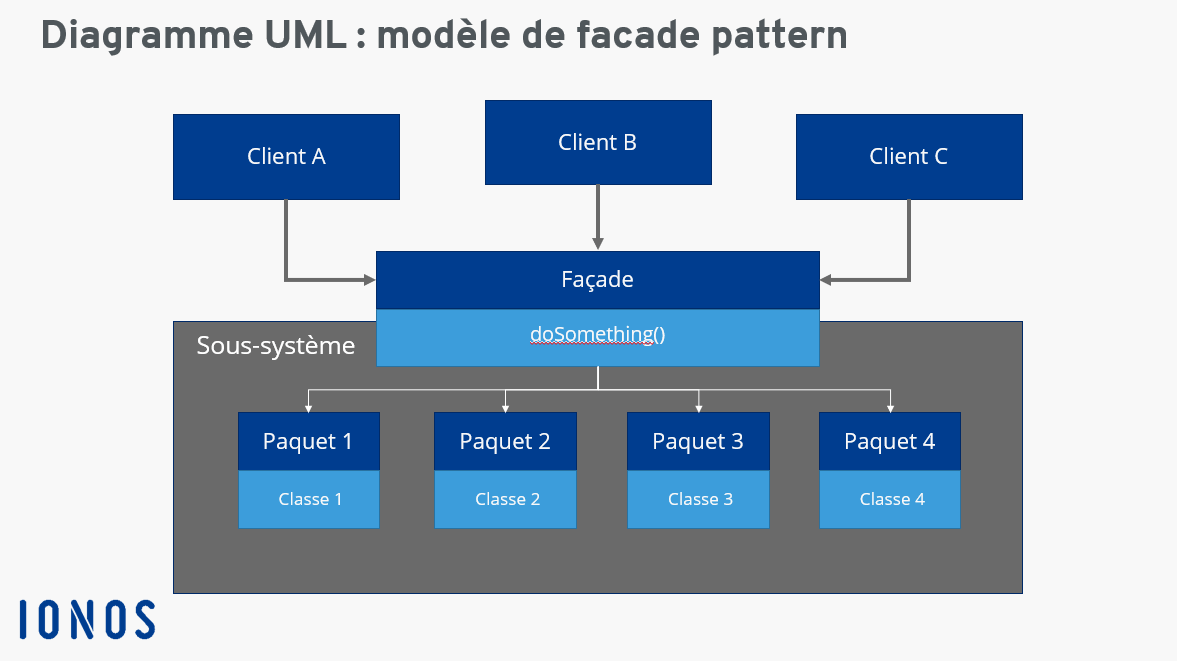 Diagramme UML : modèle de facade pattern
Client A
Client B
Client C
Façade
doSomething()
Sous-système
Paquet 1
Paquet 2
Paquet 3
Paquet 4
Classe 1
Classe 2
Classe 3
Classe 4
IONOS